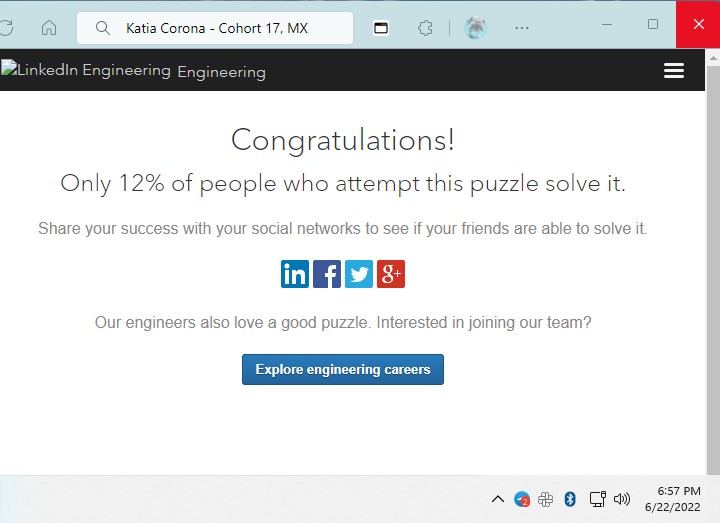 Katia Corona - Cohort 17, MX
LinkedIn Engineering Engineering
Congratulations!
Only 12% of people who attempt this puzzle solve it.
Share your success with your social networks to see if your friends are able to solve it.
in f g+
Our engineers also love a good puzzle. Interested in joining our team?
Explore engineering careers
2
6:57 PM
6/22/2022